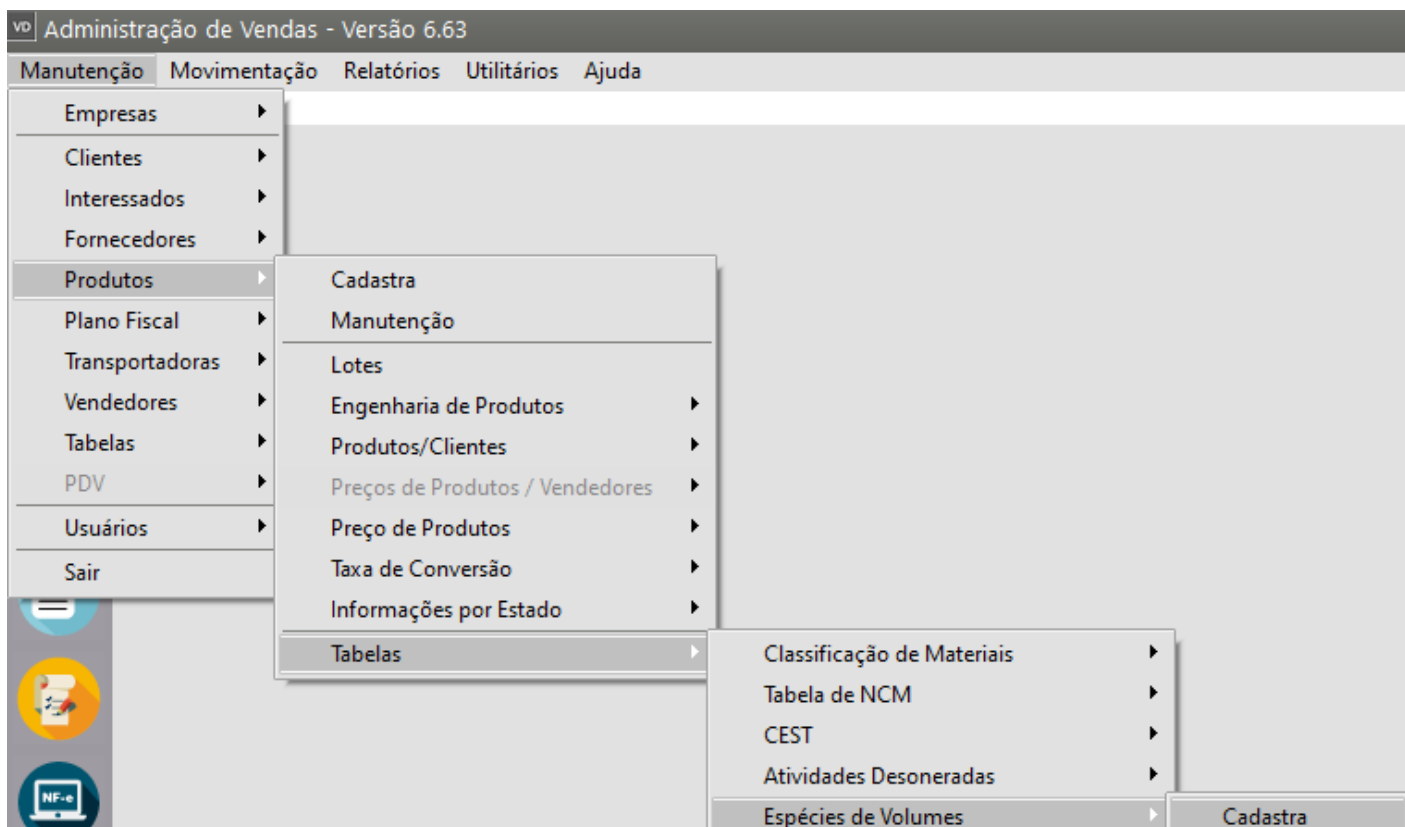 VD Administração de Vendas - Versão 6.63
Manutenção Movimentação Relatórios Utilitários Ajuda
Empresas
Clientes
Interessados
Fornecedores
Produtos
Plano Fiscal
Transportadoras
Vendedores
Tabelas
PDV
Usuários
Sair
Cadastra
Manutenção
Lotes
Engenharia de Produtos
Produtos/Clientes
Preços de Produtos / Vendedores
Preço de Produtos
Taxa de Conversão
Informações por Estado
Tabelas
Classificação de Materiais
Tabela de NCM
CEST
Atividades Desoneradas
Espécies de Volumes
Cadastra
NF-e